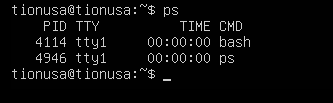 tionusa@tionusa:~$ ps
    PID TTY          TIME CMD
   4114 tty1     00:00:00 bash
   4946 tty1     00:00:00 ps
tionusa@tionusa:~$ _